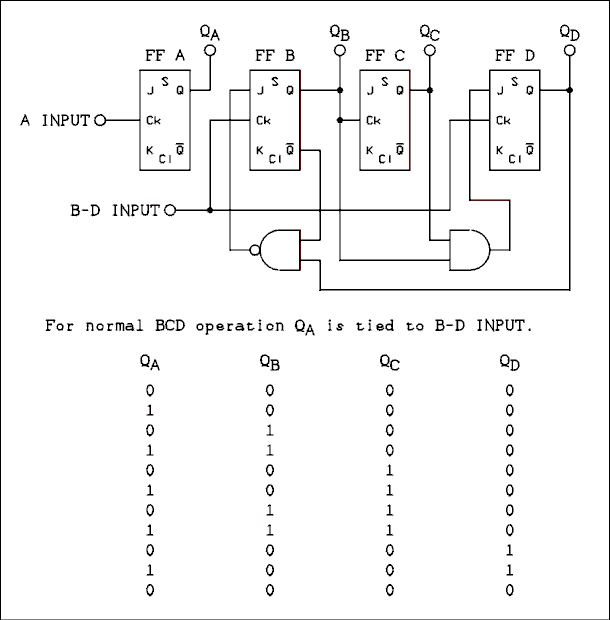 QA QB QC QD
FF A FF B FF C FF D
J S Q J S Q J S Q J S Q
A INPUT Ck Ck Ck Ck
K Cl Q̅ K Cl Q̅ K Cl Q̅ K Cl Q̅
B-D INPUT
For normal BCD operation QA is tied to B-D INPUT.
QA QB QC QD
0 0 0 0
1 0 0 0
0 1 0 0
1 1 0 0
0 0 1 0
1 0 1 0
0 1 1 0
1 1 1 0
0 0 0 1
1 0 0 1
0 0 0 0